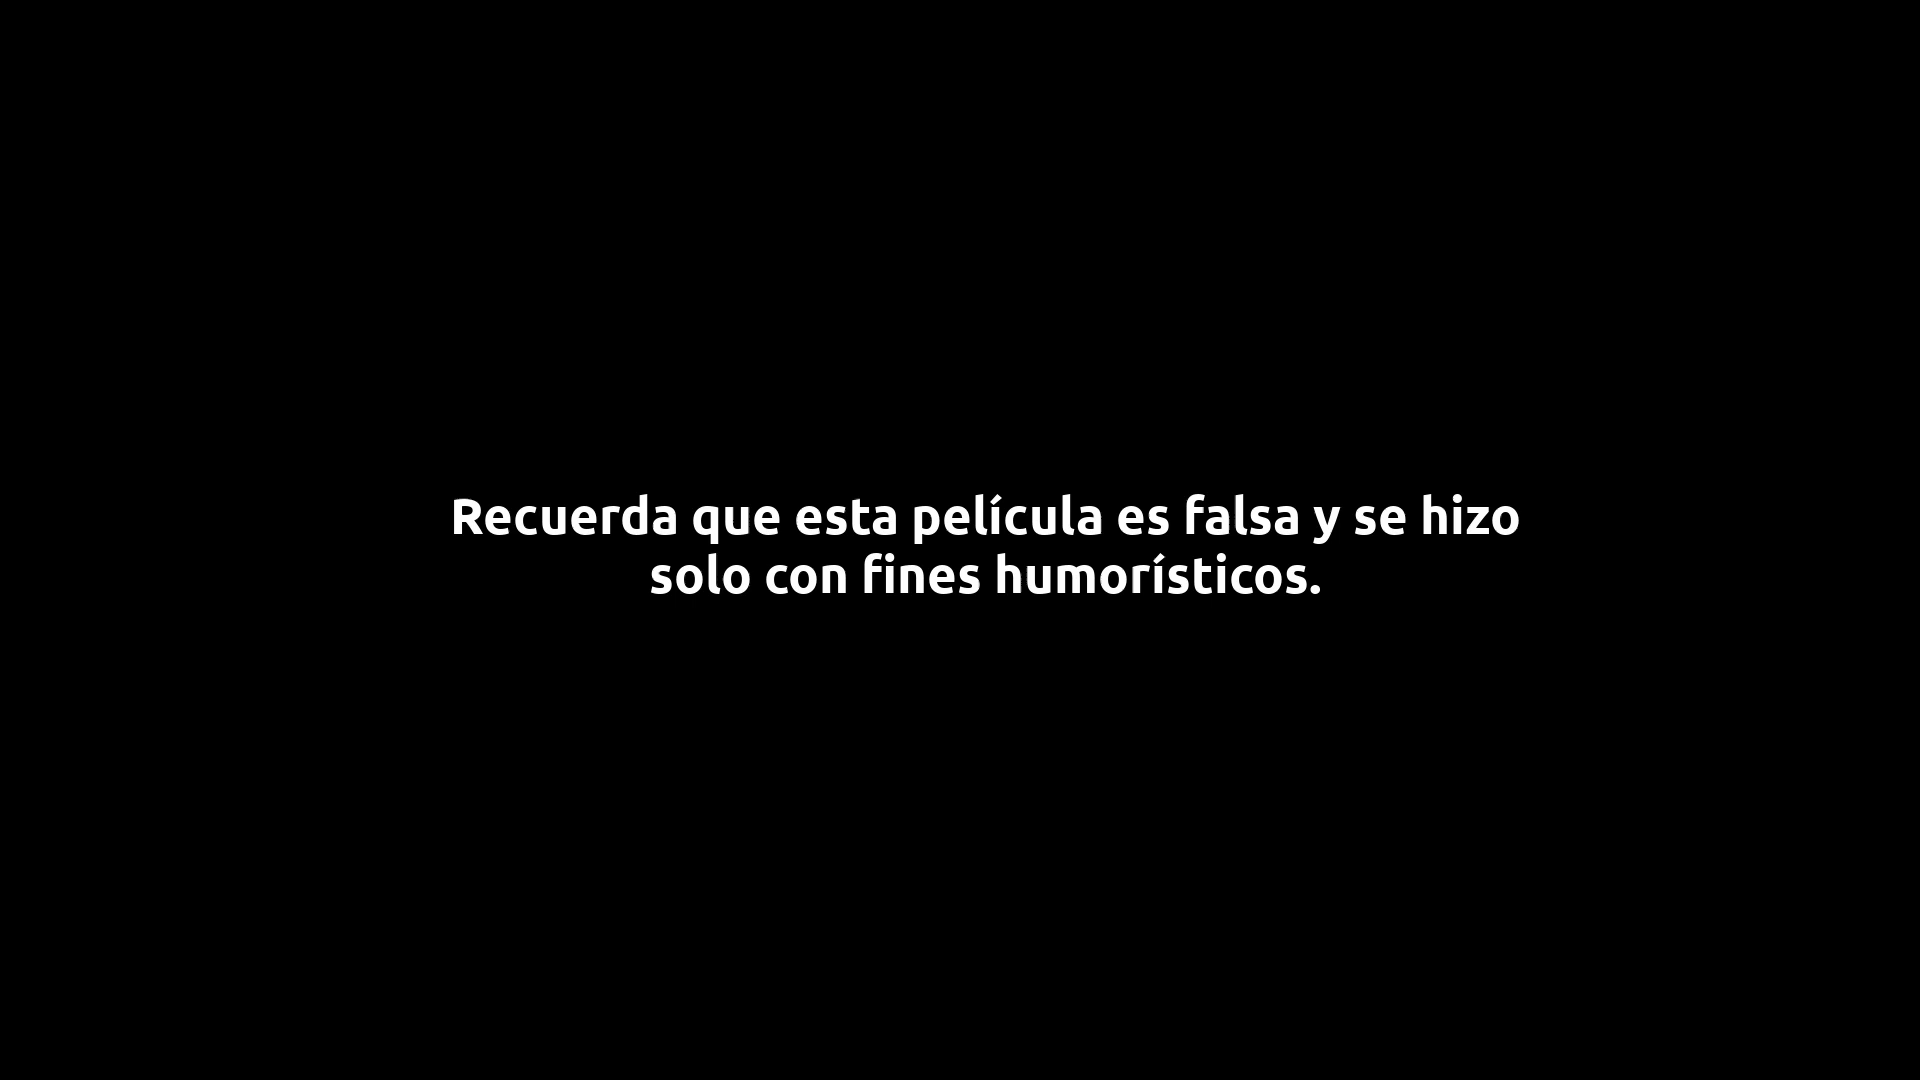 Recuerda que esta película es falsa y se hizo
solo con fines humorísticos.